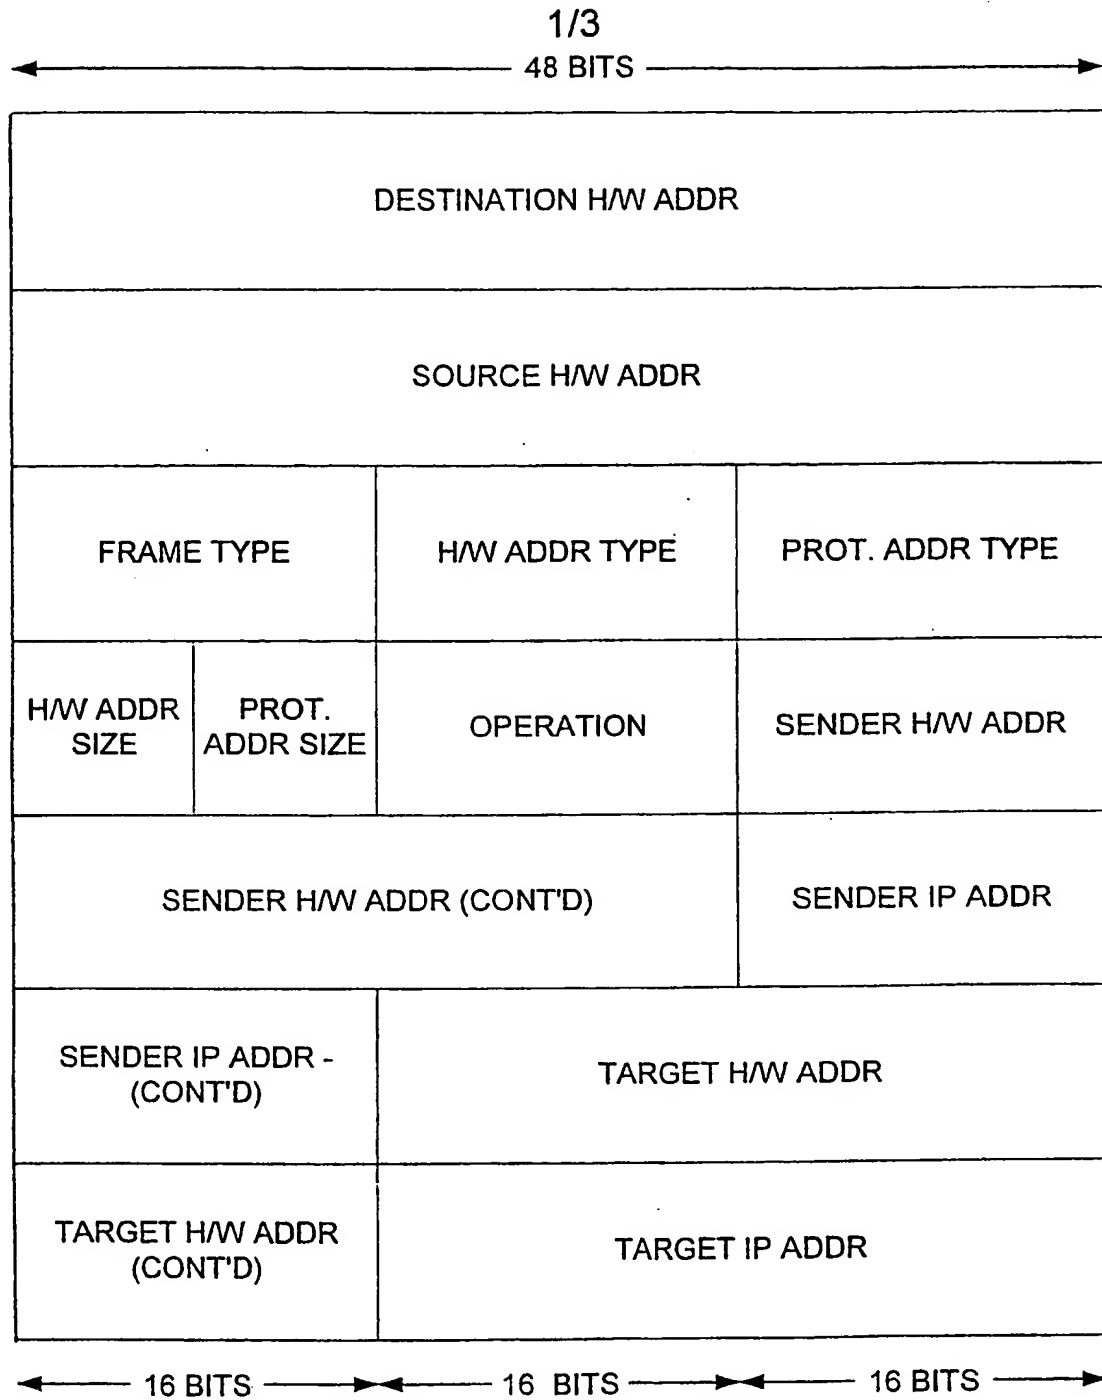 1/3
48 BITS
DESTINATION H/W ADDR
SOURCE H/W ADDR
FRAME TYPE
H/W ADDR TYPE
PROT. ADDR TYPE
H/W ADDR
SIZE
PROT.
ADDR SIZE
OPERATION
SENDER H/W ADDR
SENDER H/W ADDR (CONT'D)
SENDER IP ADDR
SENDER IP ADDR -
(CONT'D)
TARGET H/W ADDR
TARGET H/W ADDR
(CONT'D)
TARGET IP ADDR
16 BITS
16 BITS
16 BITS